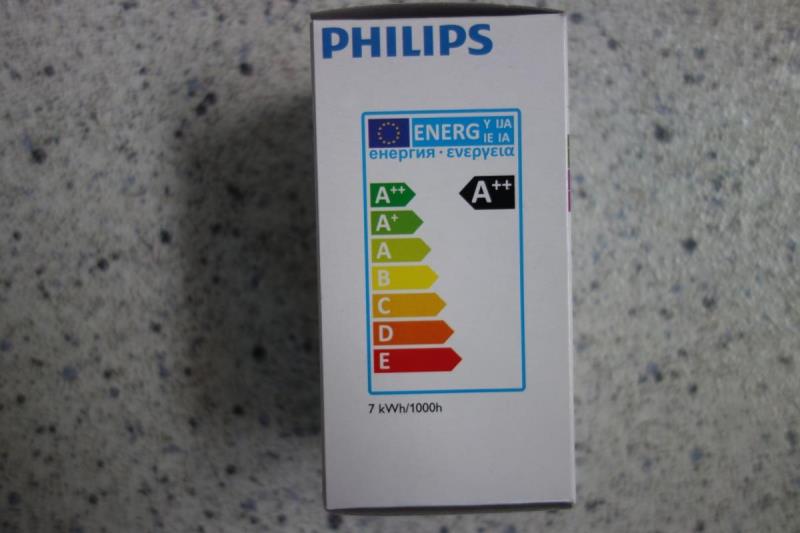 PHILIPS
ENERG Y IJA
IE IA
енергия · ενεργεια
A++
A++
A+
A
B
C
D
E
7 kWh/1000h